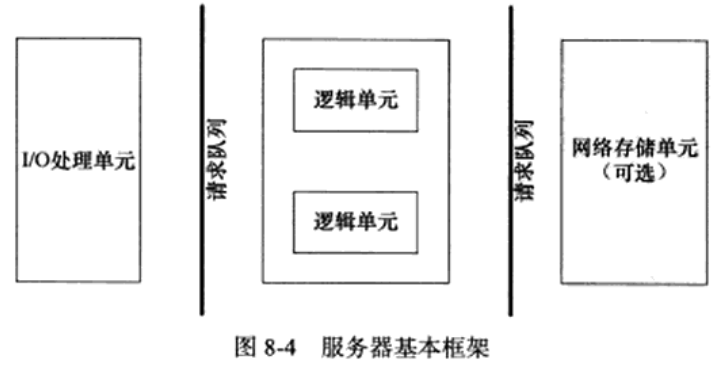 I/O处理单元
请求队列
逻辑单元
逻辑单元
请求队列
网络存储单元
（可选）
图 8-4 服务器基本框架